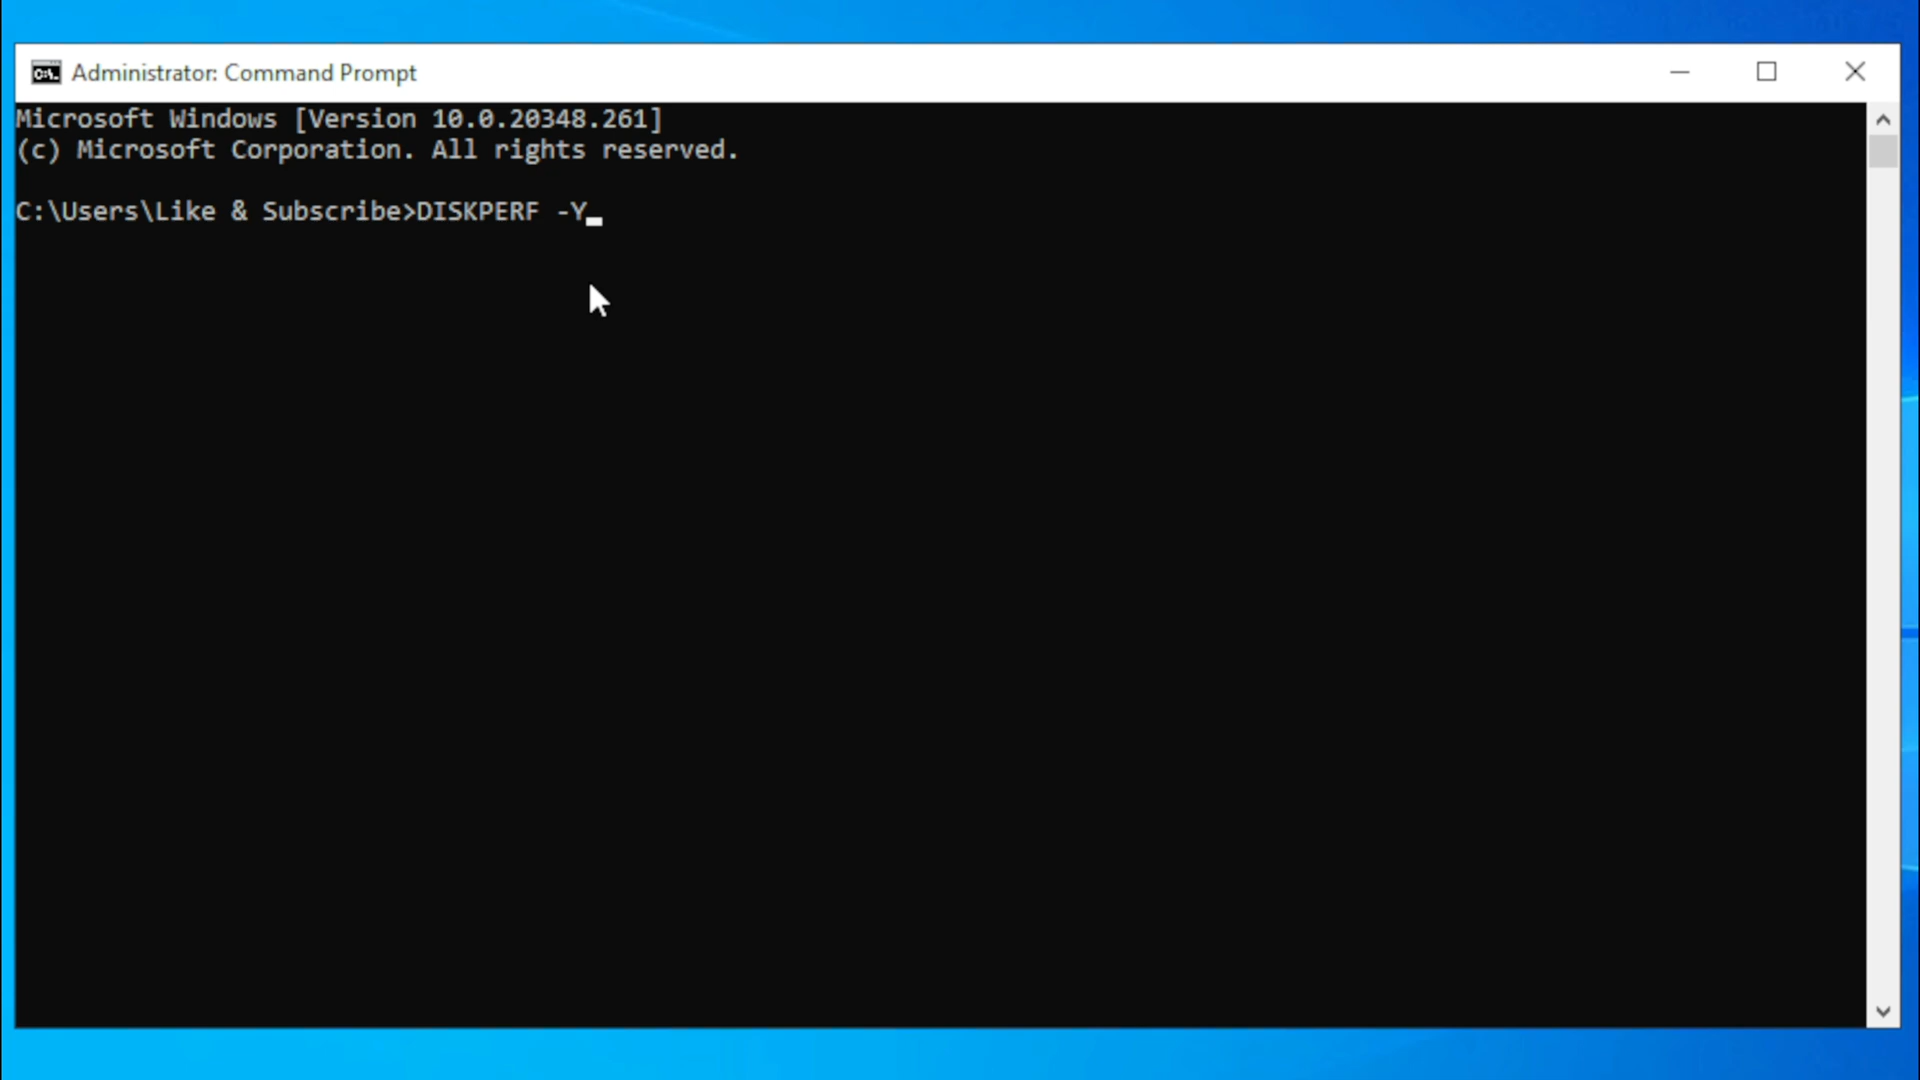 Administrator: Command Prompt
Microsoft Windows [Version 10.0.20348.261]
(c) Microsoft Corporation. All rights reserved.
C:\Users\Like & Subscribe>DISKPERF -Y_